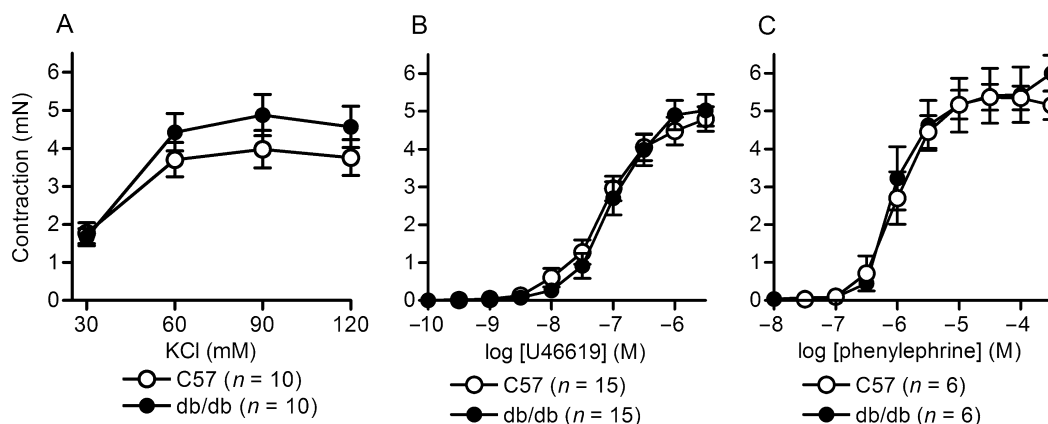 A
B
C
Contraction (mN)
6
5
4
3
2
1
0
30
60
90
120
KCl (mM)
C57 (n = 10)
db/db (n = 10)
6
5
4
3
2
1
0
−10
−9
−8
−7
−6
log [U46619] (M)
C57 (n = 15)
db/db (n = 15)
6
5
4
3
2
1
0
−8
−7
−6
−5
−4
log [phenylephrine] (M)
C57 (n = 6)
db/db (n = 6)